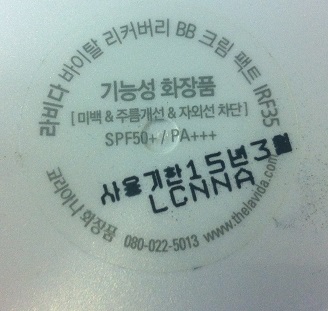 라비다 바이탈 리커버리 BB 크림 팩트 IRF35
기능성 화장품
[ 미백 & 주름개선 & 자외선 차단 ]
SPF50+ / PA+++
사용기한15년3월
LCNNA
코리아나 화장품 080-022-5013 www.thelavida.com